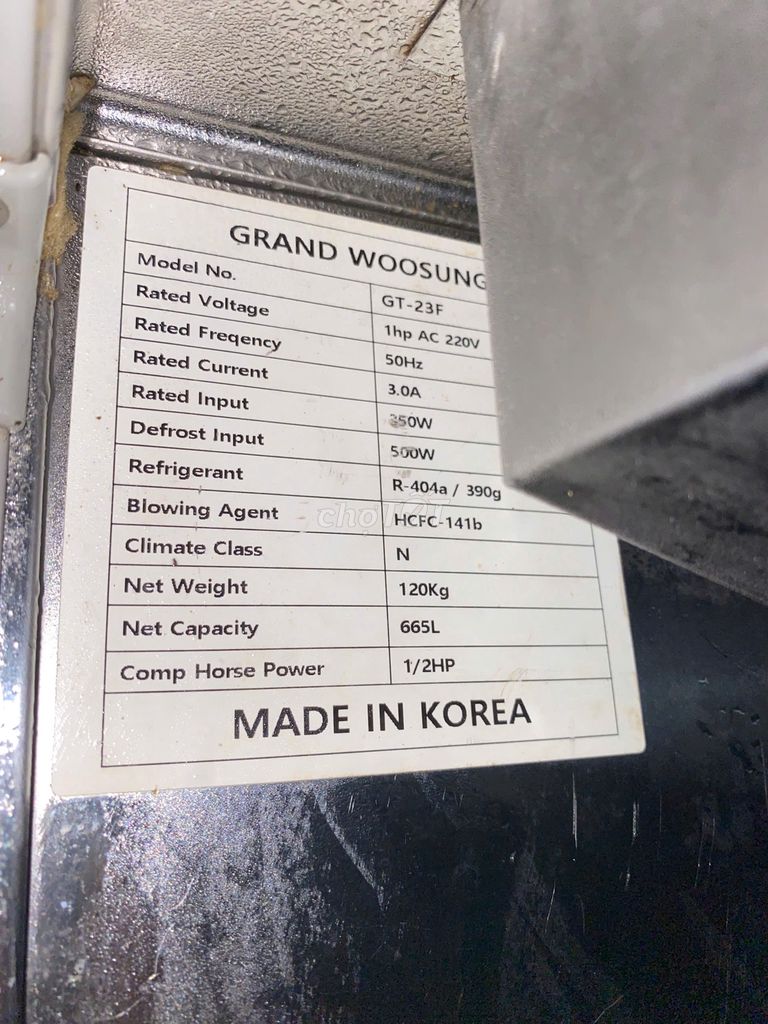 GRAND WOOSUNG
Model No. GT-23F
Rated Voltage 1hp AC 220V
Rated Freqency 50Hz
Rated Current 3.0A
Rated Input 350W
Defrost Input 500W
Refrigerant R-404a / 390g
Blowing Agent HCFC-141b
Climate Class N
Net Weight 120Kg
Net Capacity 665L
Comp Horse Power 1/2HP
MADE IN KOREA
chợTỐT